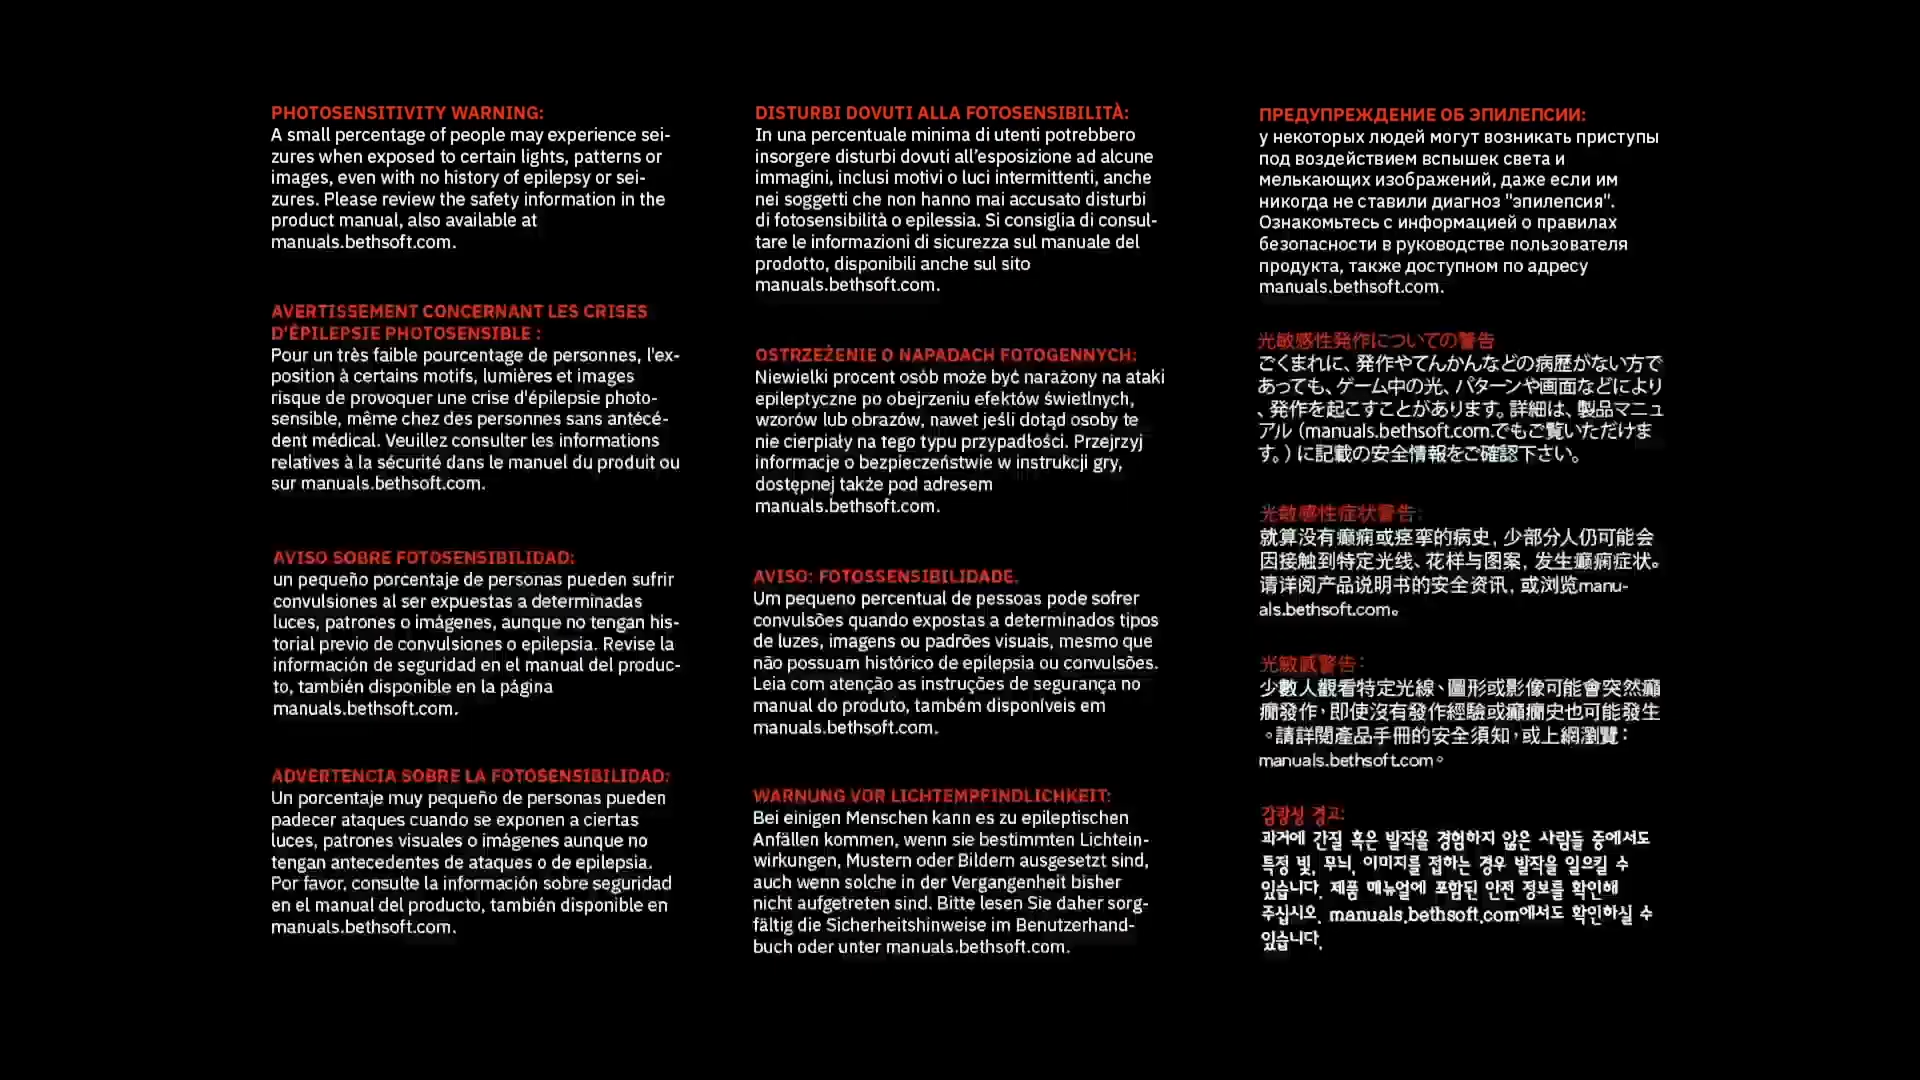 PHOTOSENSITIVITY WARNING:
A small percentage of people may experience sei-
zures when exposed to certain lights, patterns or
images, even with no history of epilepsy or sei-
zures. Please review the safety information in the
product manual, also available at
manuals.bethsoft.com.
AVERTISSEMENT CONCERNANT LES CRISES
D'ÉPILEPSIE PHOTOSENSIBLE :
Pour un très faible pourcentage de personnes, l'ex-
position à certains motifs, lumières et images
risque de provoquer une crise d'épilepsie photo-
sensible, même chez des personnes sans antécé-
dent médical. Veuillez consulter les informations
relatives à la sécurité dans le manuel du produit ou
sur manuals.bethsoft.com.
AVISO SOBRE FOTOSENSIBILIDAD:
un pequeño porcentaje de personas pueden sufrir
convulsiones al ser expuestas a determinadas
luces, patrones o imágenes, aunque no tengan his-
torial previo de convulsiones o epilepsia. Revise la
información de seguridad en el manual del produc-
to, también disponible en la página
manuals.bethsoft.com.
ADVERTENCIA SOBRE LA FOTOSENSIBILIDAD:
Un porcentaje muy pequeño de personas pueden
padecer ataques cuando se exponen a ciertas
luces, patrones visuales o imágenes aunque no
tengan antecedentes de ataques o de epilepsia.
Por favor, consulte la información sobre seguridad
en el manual del producto, también disponible en
manuals.bethsoft.com.
DISTURBI DOVUTI ALLA FOTOSENSIBILITÀ:
In una percentuale minima di utenti potrebbero
insorgere disturbi dovuti all'esposizione ad alcune
immagini, inclusi motivi o luci intermittenti, anche
nei soggetti che non hanno mai accusato disturbi
di fotosensibilità o epilessia. Si consiglia di consul-
tare le informazioni di sicurezza sul manuale del
prodotto, disponibili anche sul sito
manuals.bethsoft.com.
OSTRZEŻENIE O NAPADACH FOTOGENNYCH:
Niewielki procent osób może być narażony na ataki
epileptyczne po obejrzeniu efektów świetlnych,
wzorów lub obrazów, nawet jeśli dotąd osoby te
nie cierpiały na tego typu przypadłości. Przejrzyj
informacje o bezpieczeństwie w instrukcji gry,
dostępnej także pod adresem
manuals.bethsoft.com.
AVISO: FOTOSSENSIBILIDADE.
Um pequeno percentual de pessoas pode sofrer
convulsões quando expostas a determinados tipos
de luzes, imagens ou padrões visuais, mesmo que
não possuam histórico de epilepsia ou convulsões.
Leia com atenção as instruções de segurança no
manual do produto, também disponíveis em
manuals.bethsoft.com.
WARNUNG VOR LICHTEMPFINDLICHKEIT:
Bei einigen Menschen kann es zu epileptischen
Anfällen kommen, wenn sie bestimmten Lichtein-
wirkungen, Mustern oder Bildern ausgesetzt sind,
auch wenn solche in der Vergangenheit bisher
nicht aufgetreten sind. Bitte lesen Sie daher sorg-
fältig die Sicherheitshinweise im Benutzerhand-
buch oder unter manuals.bethsoft.com.
ПРЕДУПРЕЖДЕНИЕ ОБ ЭПИЛЕПСИИ:
у некоторых людей могут возникать приступы
под воздействием вспышек света и
мелькающих изображений, даже если им
никогда не ставили диагноз "эпилепсия".
Ознакомьтесь с информацией о правилах
безопасности в руководстве пользователя
продукта, также доступном по адресу
manuals.bethsoft.com.
光敏感性発作についての警告
ごくまれに、発作やてんかんなどの病歴がない方で
あっても、ゲーム中の光、パターンや画面などにより
、発作を起こすことがあります。詳細は、製品マニュ
アル（manuals.bethsoft.com.でもご覧いただけま
す。）に記載の安全情報をご確認下さい。
光敏感性症状警告:
就算没有癫痫或痉挛的病史, 少部分人仍可能会
因接触到特定光线、花样与图案, 发生癫痫症状。
请详阅产品说明书的安全资讯, 或浏览manu-
als.bethsoft.com。
光敏感警告:
少數人觀看特定光線、圖形或影像可能會突然癲
癇發作，即使沒有發作經驗或癲癇史也可能發生
。請詳閱產品手冊的安全須知，或上網瀏覽：
manuals.bethsoft.com。
감광성 경고:
과거에 간질 혹은 발작을 경험하지 않은 사람들 중에서도
특정 빛, 무늬, 이미지를 접하는 경우 발작을 일으킬 수
있습니다. 제품 매뉴얼에 포함된 안전 정보를 확인해
주십시오. manuals.bethsoft.com에서도 확인하실 수
있습니다.